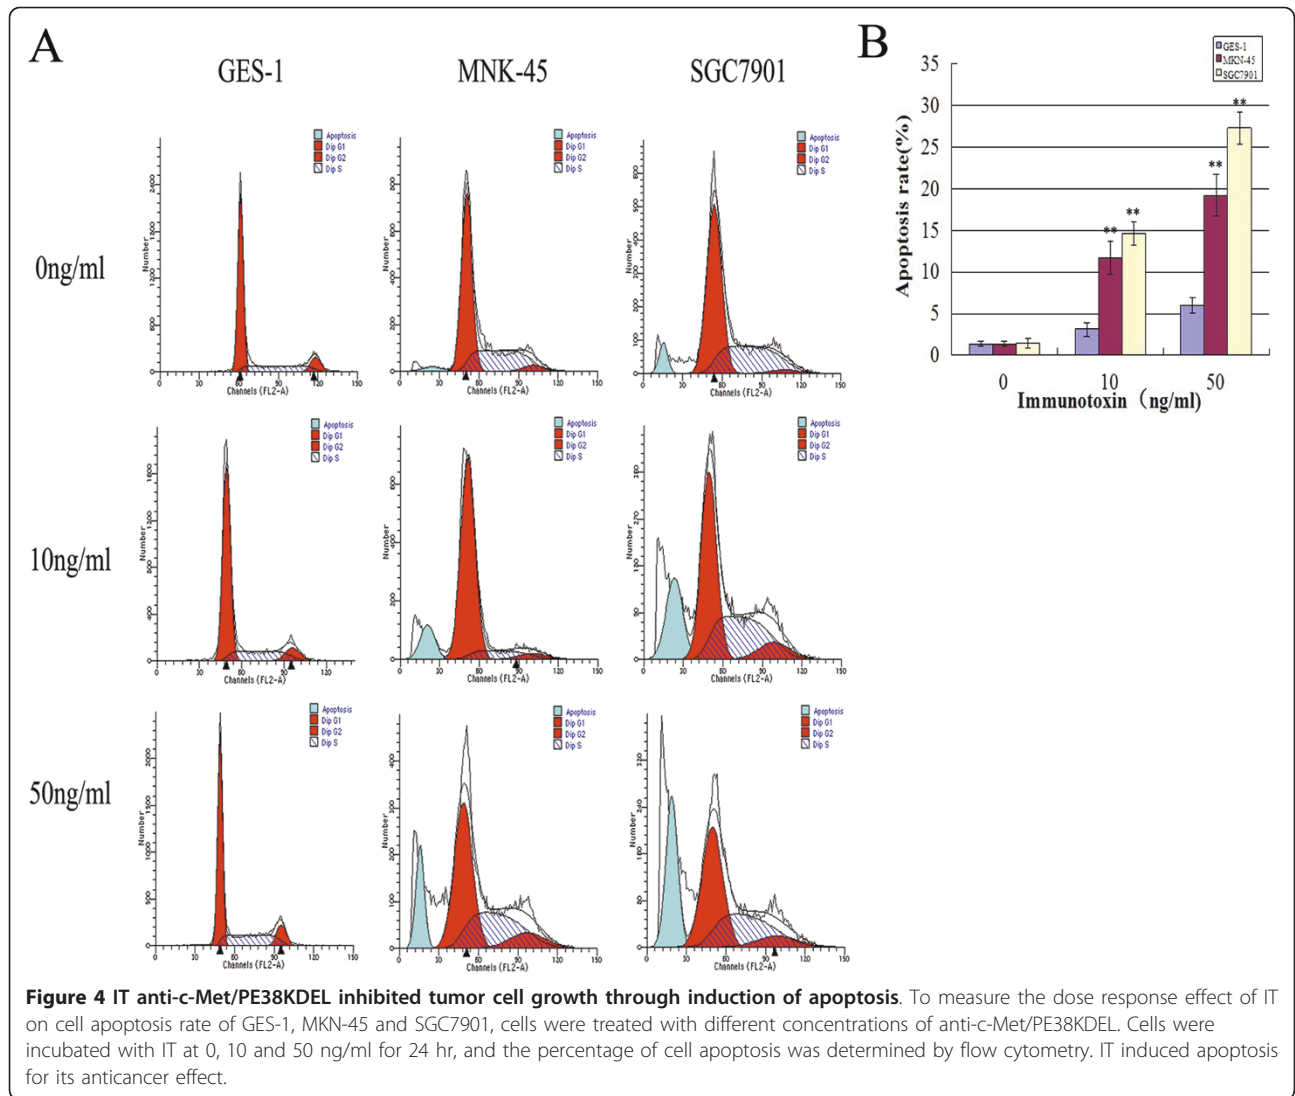 A
B
GES-1
MNK-45
SGC7901
0ng/ml
10ng/ml
50ng/ml
Apoptosis
Dip G1
Dip G2
Dip S
Number
Channels (FL2-A)
0 30 60 90 120 150
GES-1
MKN-45
SGC7901
Apoptosis rate(%)
35
30
25
20
15
10
5
0
** ** ** **
0 10 50
Immunotoxin（ng/ml)
Figure 4 IT anti-c-Met/PE38KDEL inhibited tumor cell growth through induction of apoptosis. To measure the dose response effect of IT
on cell apoptosis rate of GES-1, MKN-45 and SGC7901, cells were treated with different concentrations of anti-c-Met/PE38KDEL. Cells were
incubated with IT at 0, 10 and 50 ng/ml for 24 hr, and the percentage of cell apoptosis was determined by flow cytometry. IT induced apoptosis
for its anticancer effect.